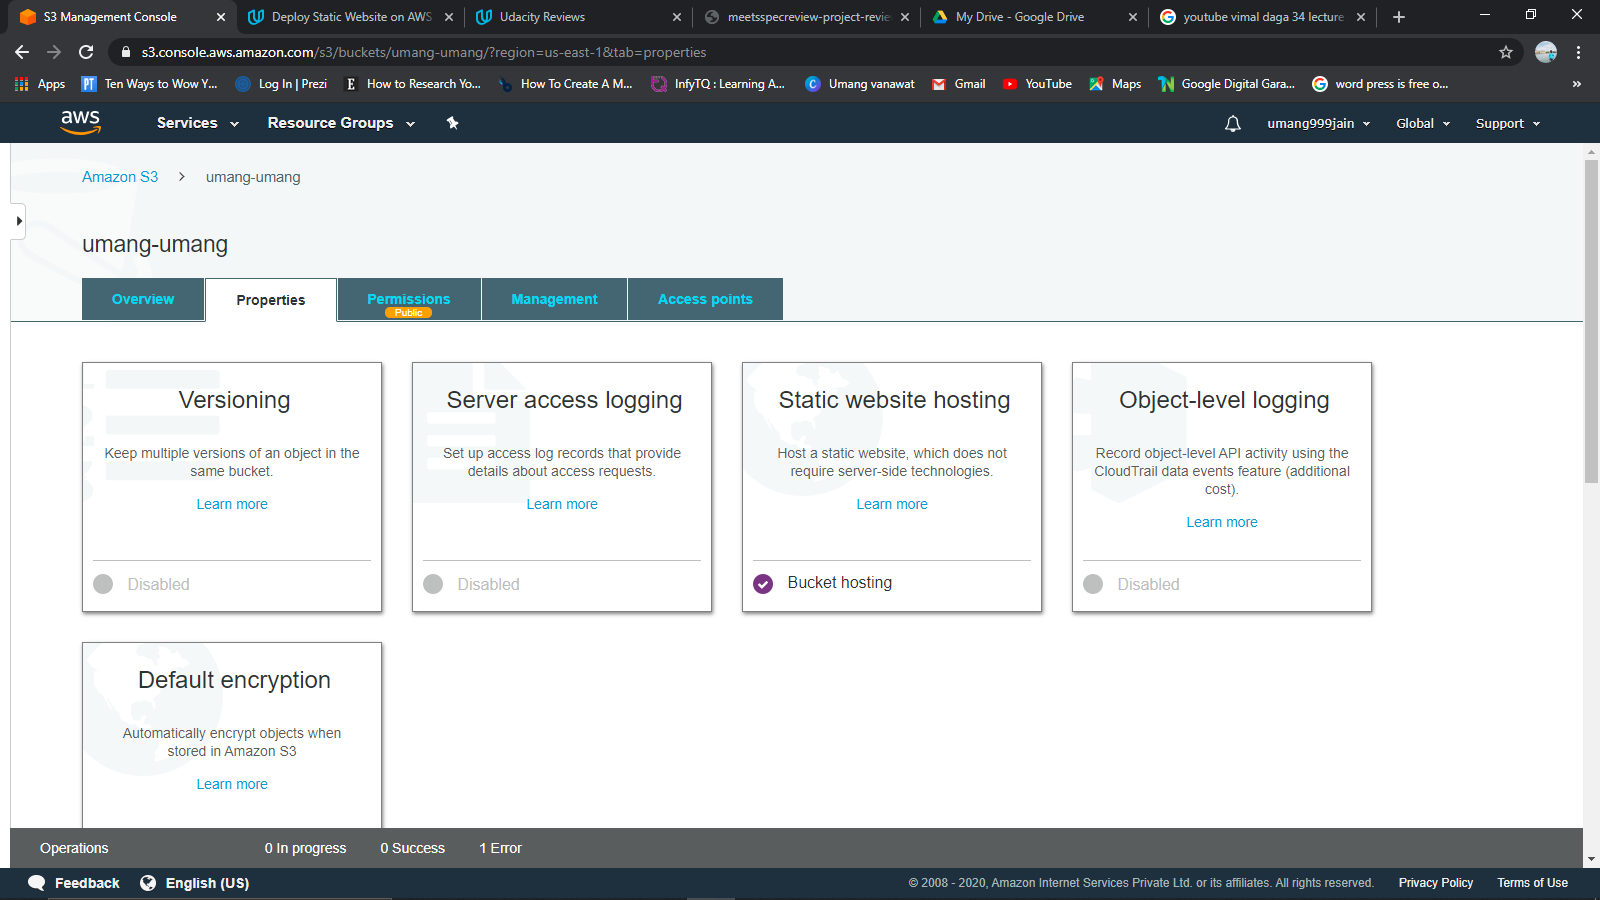 S3 Management Console
Deploy Static Website on AWS
Udacity Reviews
meetsspecreview-project-revie
My Drive - Google Drive
youtube vimal daga 34 lecture
s3.console.aws.amazon.com/s3/buckets/umang-umang/?region=us-east-1&tab=properties
Apps
PT
Ten Ways to Wow Y...
Log In | Prezi
E
How to Research Yo...
How To Create A M...
InfyTQ : Learning A...
C
Umang vanawat
Gmail
YouTube
Maps
Google Digital Gara...
word press is free o...
»
aws
Services
Resource Groups
umang999jain
Global
Support
Amazon S3 > umang-umang
umang-umang
Overview
Properties
Permissions
Public
Management
Access points
Versioning
Keep multiple versions of an object in the
same bucket.
Learn more
Disabled
Server access logging
Set up access log records that provide
details about access requests.
Learn more
Disabled
Static website hosting
Host a static website, which does not
require server-side technologies.
Learn more
Bucket hosting
Object-level logging
Record object-level API activity using the
CloudTrail data events feature (additional
cost).
Learn more
Disabled
Default encryption
Automatically encrypt objects when
stored in Amazon S3
Learn more
Operations
0 In progress
0 Success
1 Error
Feedback
English (US)
© 2008 - 2020, Amazon Internet Services Private Ltd. or its affiliates. All rights reserved.
Privacy Policy
Terms of Use